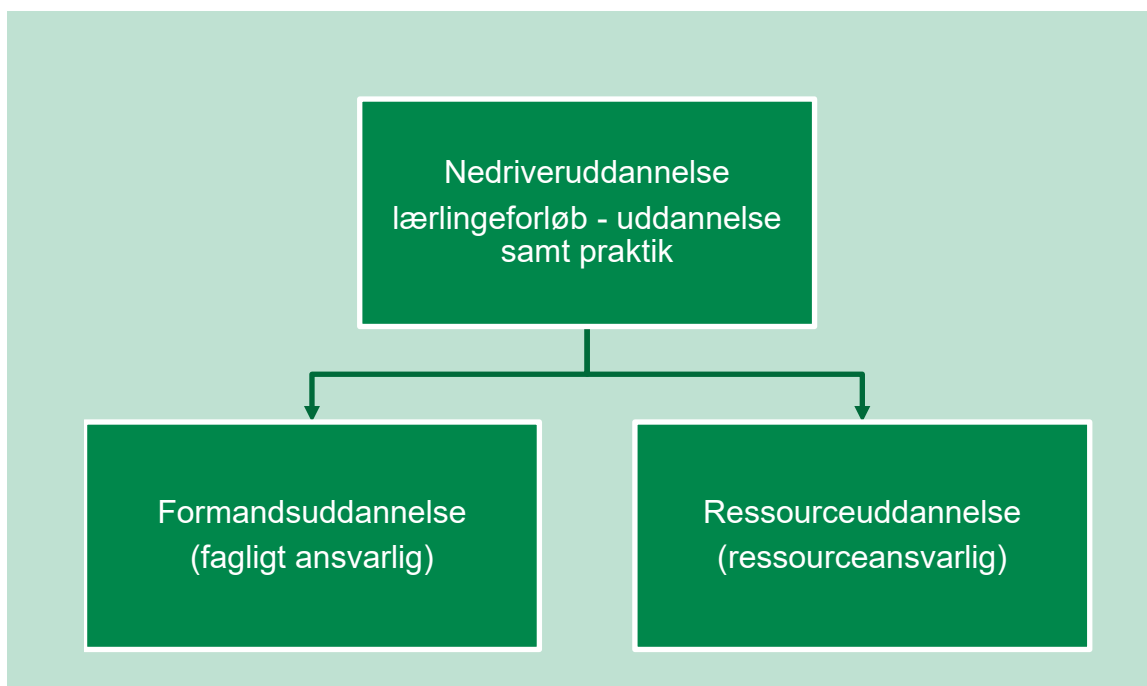 Nedriveruddannelse
lærlingeforløb - uddannelse
samt praktik
Formandsuddannelse
(fagligt ansvarlig)
Ressourceuddannelse
(ressourceansvarlig)